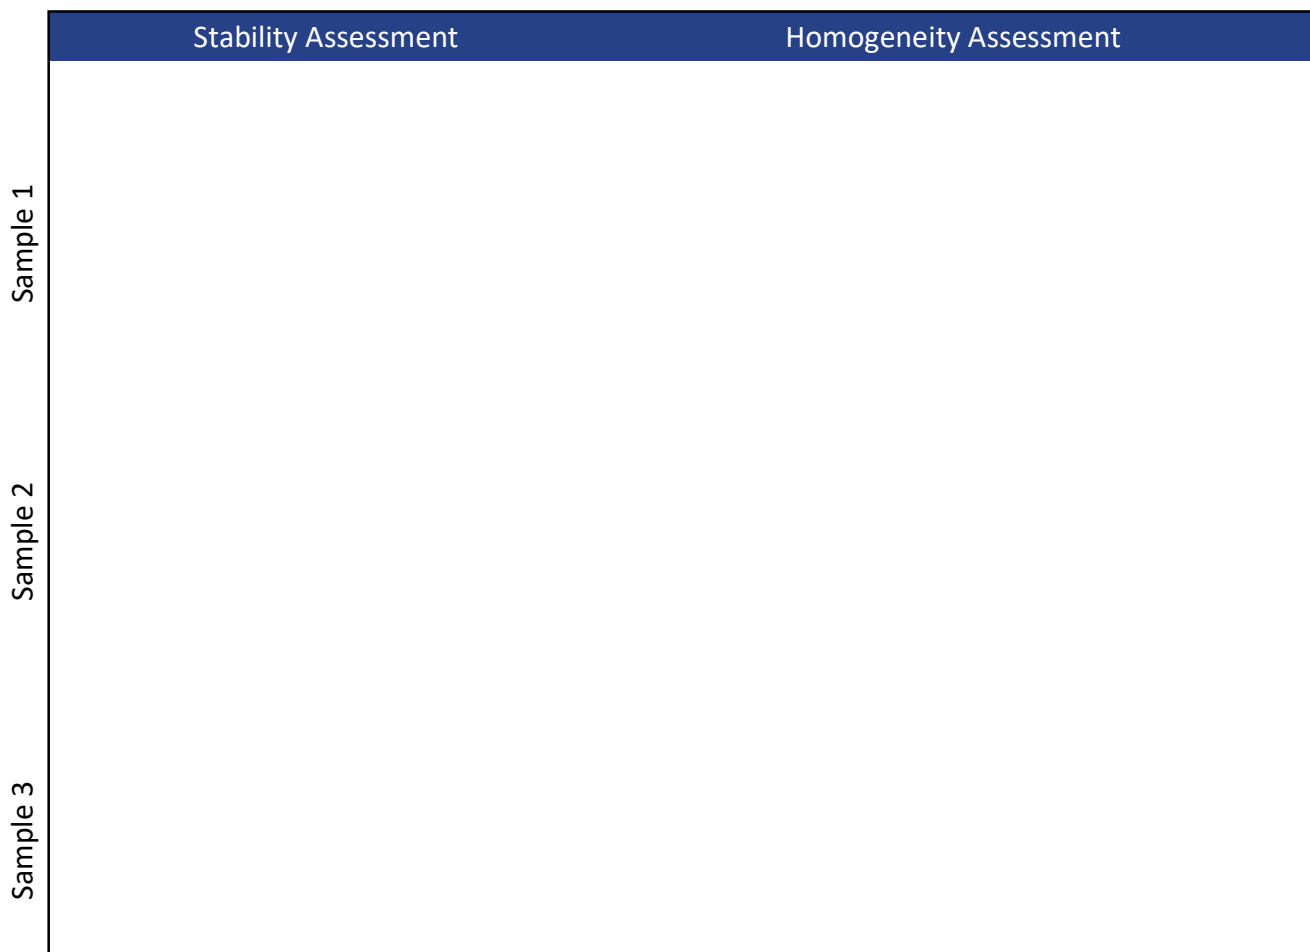 Stability Assessment
Homogeneity Assessment
Sample 1
Sample 2
Sample 3